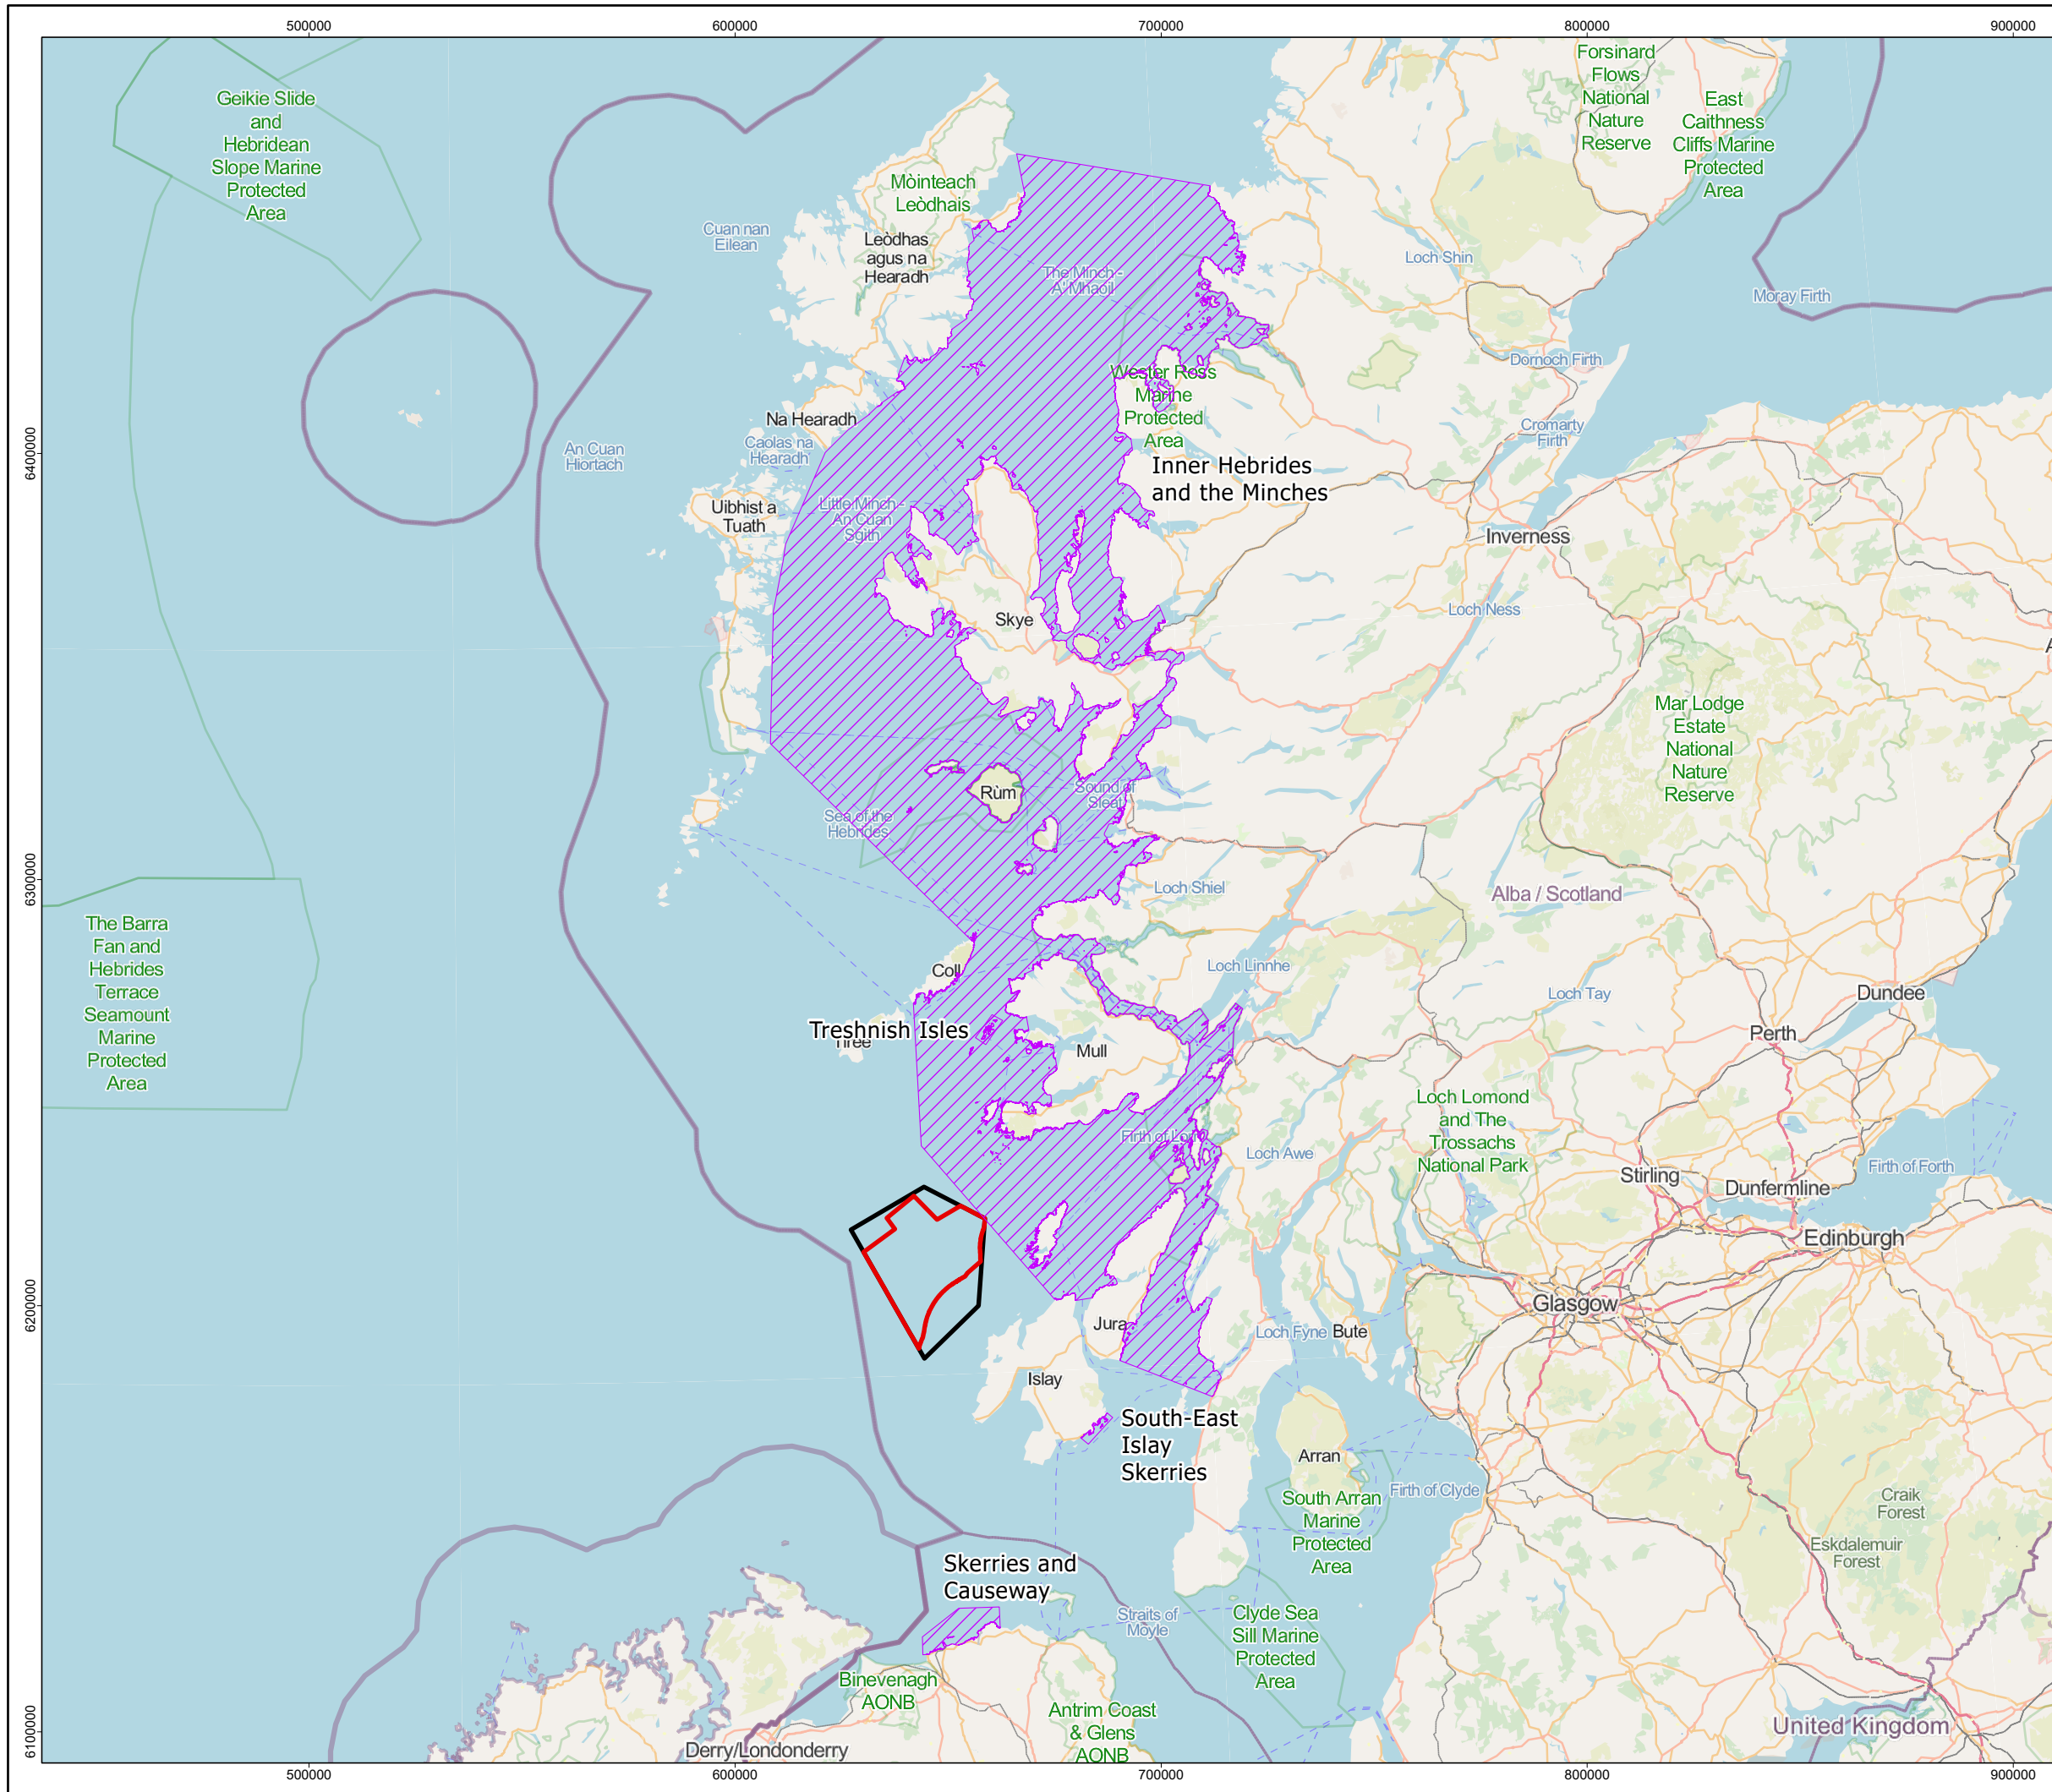 500000
600000
700000
800000
900000
Geikie Slide
and
Hebridean
Slope Marine
Protected
Area
Forsinard
Flows
National
Nature
Reserve
East
Caithness
Cliffs Marine
Protected
Area
Mòinteach
Leòdhais
Cuan nan
Eilean
Leòdhas
agus na
Hearadh
The Minch -
A' Mhaoil
Loch Shin
Moray Firth
Dornoch Firth
Wester Ross
Marine
Protected
Area
Na Hearadh
Caolas na
Hearadh
An Cuan
Hiortach
Cromarty
Firth
6400000
Inner Hebrides
and the Minches
Uibhist a
Tuath
Little Minch -
An Cuan
Sgith
Inverness
Loch Ness
Skye
Mar Lodge
Estate
National
Nature
Reserve
Rùm
Sound of
Sleat
Sea of the
Hebrides
6300000
Loch Shiel
Alba / Scotland
The Barra
Fan and
Hebrides
Terrace
Seamount
Marine
Protected
Area
Coll
Loch Linnhe
Loch Tay
Dundee
Treshnish Isles
Tiree
Perth
Mull
Loch Lomond
and The
Trossachs
National Park
Firth of Lorn
Loch Awe
Stirling
Firth of Forth
Dunfermline
Edinburgh
6200000
Glasgow
Jura
Loch Fyne
Bute
Islay
South-East
Islay
Skerries
Arran
Firth of Clyde
South Arran
Marine
Protected
Area
Craik
Forest
Eskdalemuir
Forest
Skerries and
Causeway
Straits of
Moyle
Clyde Sea
Sill Marine
Protected
Area
Binevenagh
AONB
Antrim Coast
& Glens
AONB
6100000
United Kingdom
Derry/Londonderry
500000
600000
700000
800000
900000